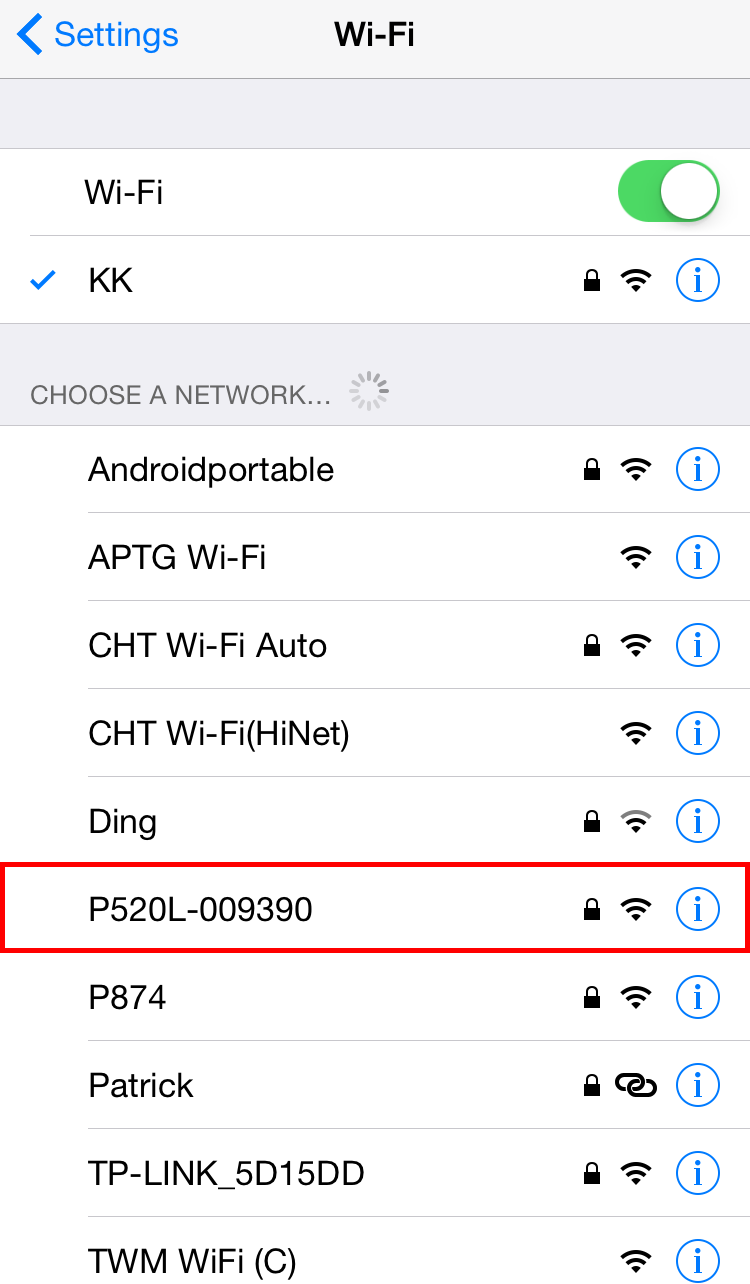 Settings
Wi-Fi
Wi-Fi
KK
CHOOSE A NETWORK...
Androidportable
APTG Wi-Fi
CHT Wi-Fi Auto
CHT Wi-Fi(HiNet)
Ding
P520L-009390
P874
Patrick
TP-LINK_5D15DD
TWM WiFi (C)